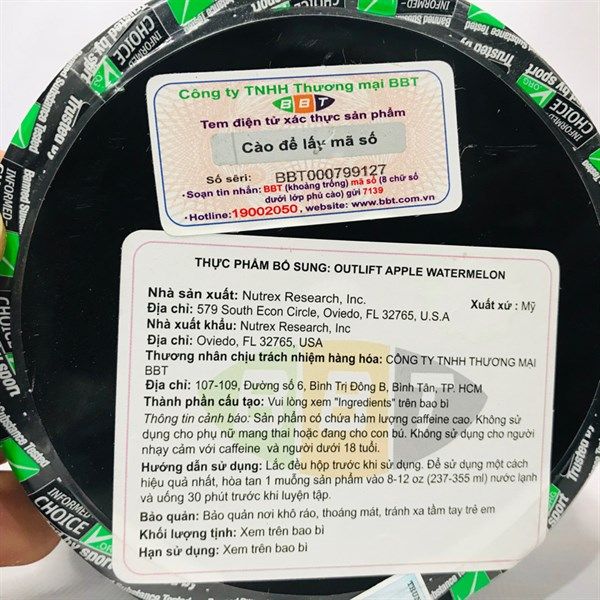 Công ty TNHH Thương mại BBT
BBT
Tem điện tử xác thực sản phẩm
Cào để lấy mã số
Số sêri: BBT000799127
•Soạn tin nhắn: BBT (khoảng trống) mã số (8 chữ số
dưới lớp phủ cào) gửi 7139
•Hotline:19002050, website: www.bbt.com.vn
THỰC PHẨM BỔ SUNG: OUTLIFT APPLE WATERMELON
Nhà sản xuất: Nutrex Research, Inc.
Xuất xứ : Mỹ
Địa chỉ: 579 South Econ Circle, Oviedo, FL 32765, U.S.A
Nhà xuất khẩu: Nutrex Research, Inc
Địa chỉ: Oviedo, FL 32765, USA
Thương nhân chịu trách nhiệm hàng hóa: CÔNG TY TNHH THƯƠNG MẠI
BBT
Địa chỉ: 107-109, Đường số 6, Bình Trị Đông B, Bình Tân, TP. HCM
Thành phần cấu tạo: Vui lòng xem "Ingredients" trên bao bì
Thông tin cảnh báo: Sản phẩm có chứa hàm lượng caffeine cao. Không sử
dụng cho phụ nữ mang thai hoặc đang cho con bú. Không sử dụng cho người
nhạy cảm với caffeine và người dưới 18 tuổi.
Hướng dẫn sử dụng: Lắc đều hộp trước khi sử dụng. Để sử dụng một cách
hiệu quả nhất, hòa tan 1 muỗng sản phẩm vào 8-12 oz (237-355 ml) nước lạnh
và uống 30 phút trước khi luyện tập.
Bảo quản: Bảo quản nơi khô ráo, thoáng mát, tránh xa tầm tay trẻ em
Khối lượng tịnh: Xem trên bao bì
Hạn sử dụng: Xem trên bao bì
INFORMED-
CHOICE
.ORG
Trusted by sport
Banned Substance Tested